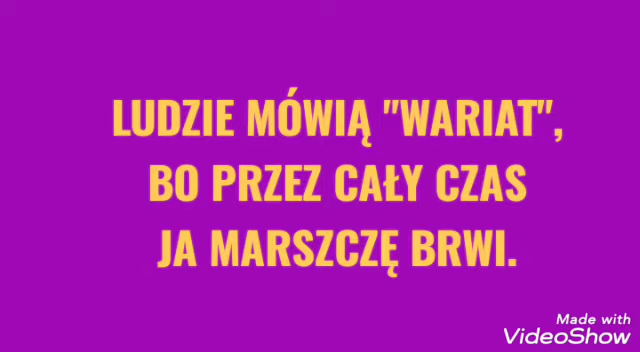 LUDZIE MÓWIĄ "WARIAT",
BO PRZEZ CAŁY CZAS
JA MARSZCZĘ BRWI.
Made with
VideoShow